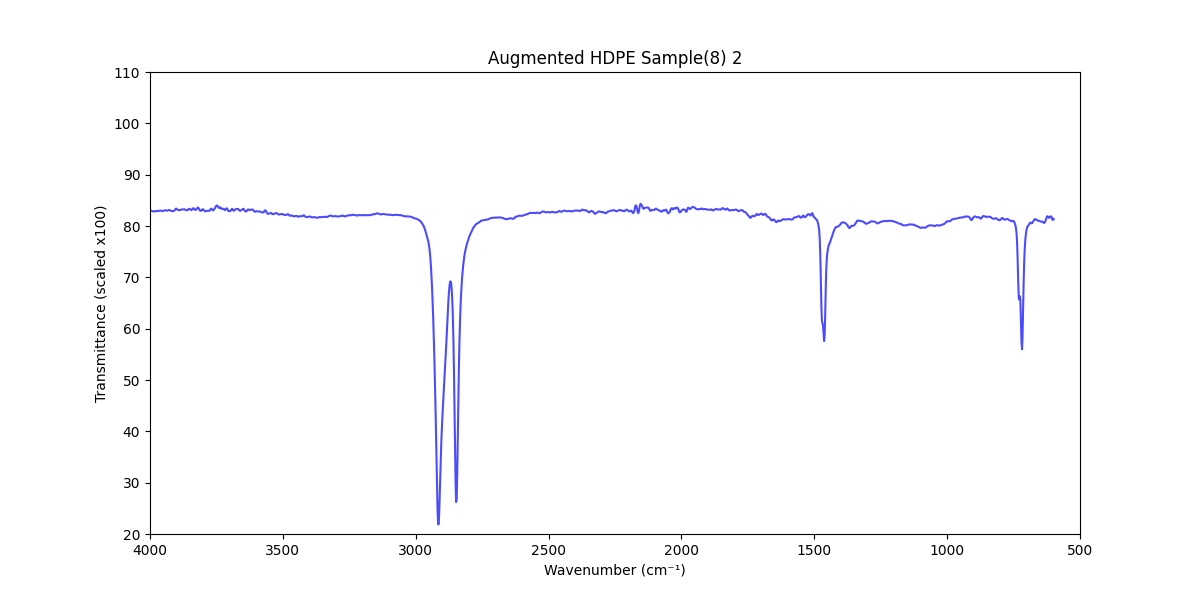 Augmented HDPE Sample(8) 2
110
100
90
80
70
60
50
40
30
20
Transmittance (scaled x100)
4000 3500 3000 2500 2000 1500 1000 500
Wavenumber (cm⁻¹)